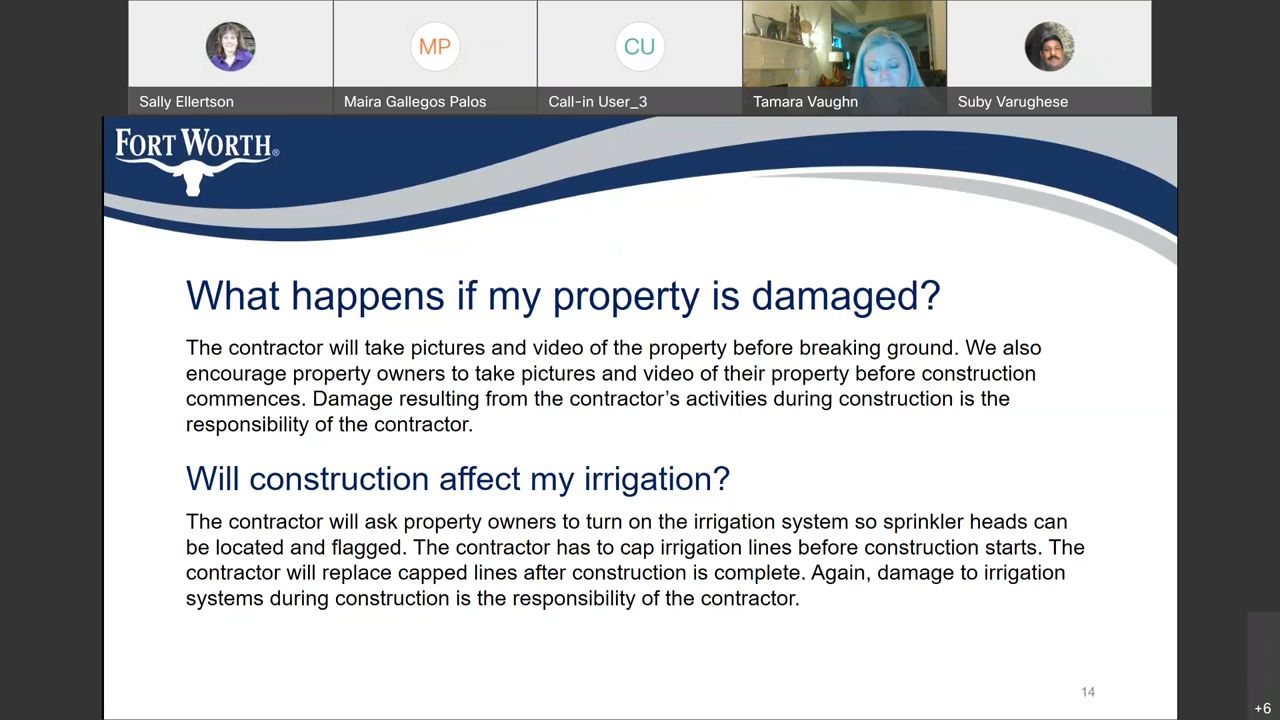 MP
CU
Sally Ellertson
Maira Gallegos Palos
Call-in User_3
Tamara Vaughn
Suby Varughese
FORT WORTH®
What happens if my property is damaged?
The contractor will take pictures and video of the property before breaking ground. We also
encourage property owners to take pictures and video of their property before construction
commences. Damage resulting from the contractor’s activities during construction is the
responsibility of the contractor.
Will construction affect my irrigation?
The contractor will ask property owners to turn on the irrigation system so sprinkler heads can
be located and flagged. The contractor has to cap irrigation lines before construction starts. The
contractor will replace capped lines after construction is complete. Again, damage to irrigation
systems during construction is the responsibility of the contractor.
14
+6